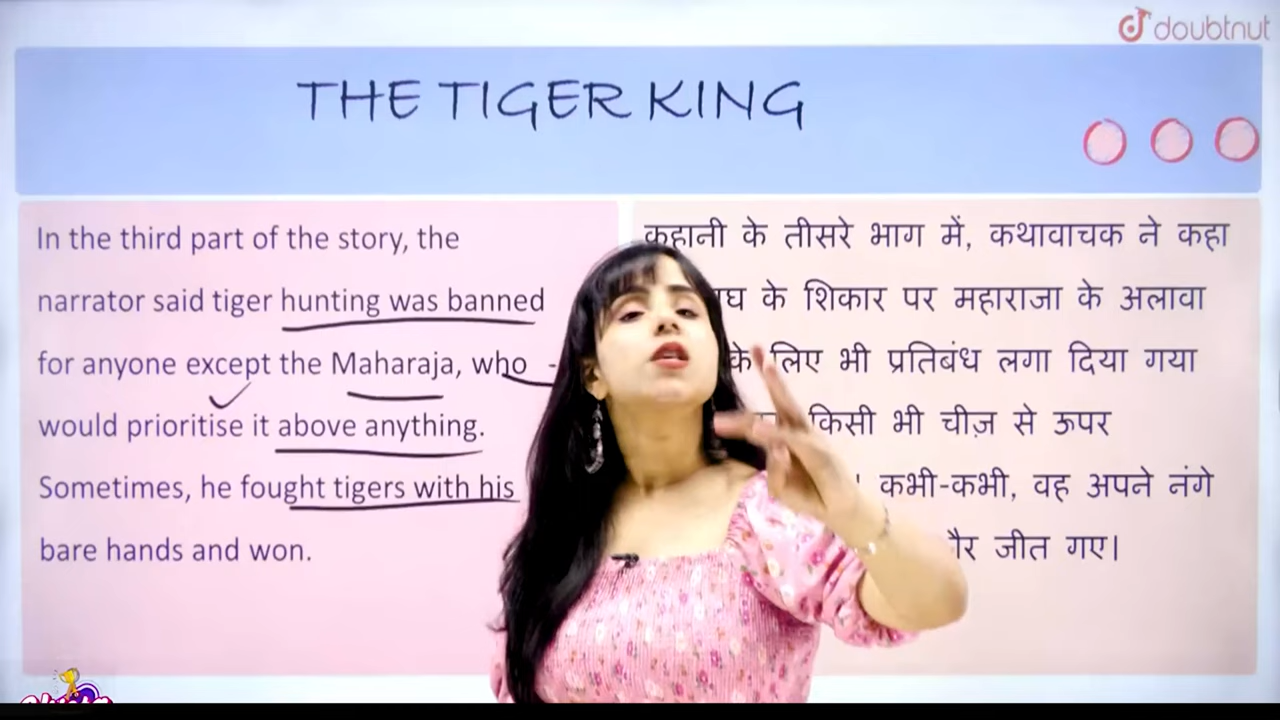 doubtnut
THE TIGER KING
In the third part of the story, the
narrator said tiger hunting was banned
for anyone except the Maharaja, who
would prioritise it above anything.
Sometimes, he fought tigers with his
bare hands and won.
कहानी के तीसरे भाग में, कथावाचक ने कहा
के शिकार पर महाराजा के अलावा
के लिए भी प्रतिबंध लगा दिया गया
किसी भी चीज़ से ऊपर
कभी-कभी, वह अपने नंगे
जीत गए।